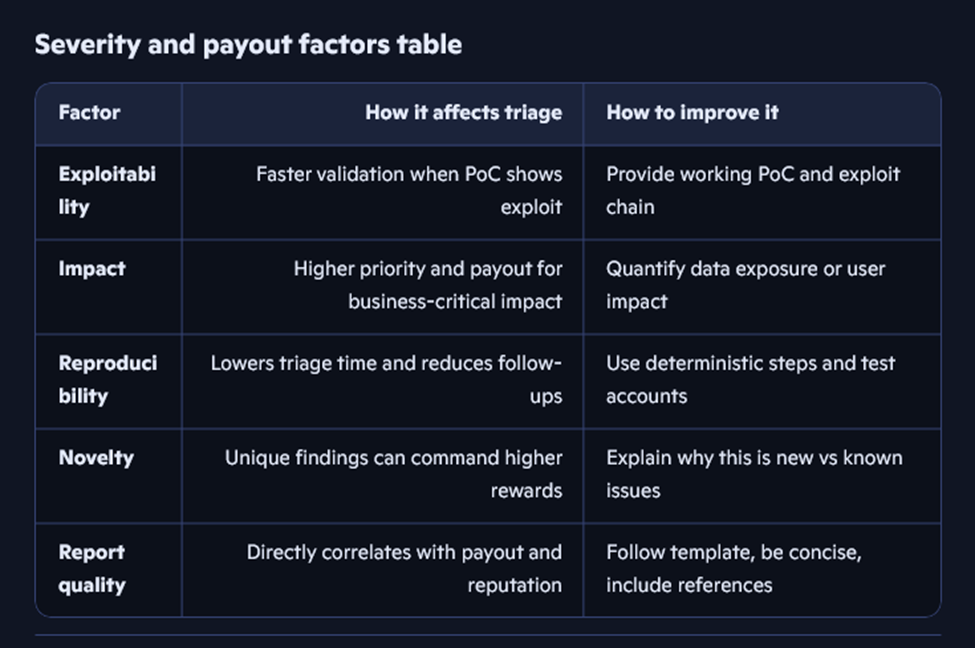 Severity and payout factors table
Factor
How it affects triage
How to improve it
Exploitabi
lity
Faster validation when PoC shows
exploit
Provide working PoC and exploit
chain
Impact
Higher priority and payout for
business-critical impact
Quantify data exposure or user
impact
Reproduci
bility
Lowers triage time and reduces follow-
ups
Use deterministic steps and test
accounts
Novelty
Unique findings can command higher
rewards
Explain why this is new vs known
issues
Report
quality
Directly correlates with payout and
reputation
Follow template, be concise,
include references